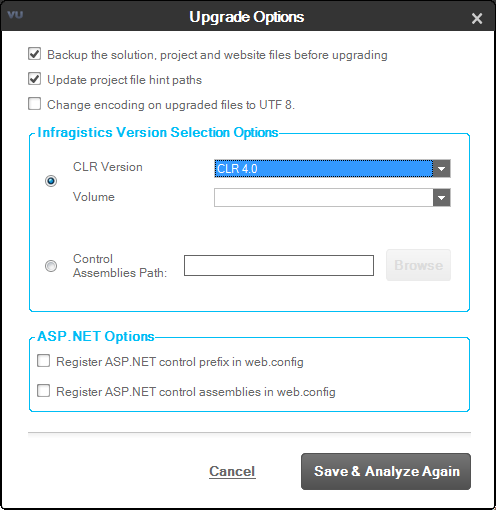 VU
Upgrade Options
Backup the solution, project and website files before upgrading
Update project file hint paths
Change encoding on upgraded files to UTF 8.
Infragistics Version Selection Options
CLR Version
CLR 4.0
Volume
Control
Assemblies Path:
Browse
ASP.NET Options
Register ASP.NET control prefix in web.config
Register ASP.NET control assemblies in web.config
Cancel
Save & Analyze Again